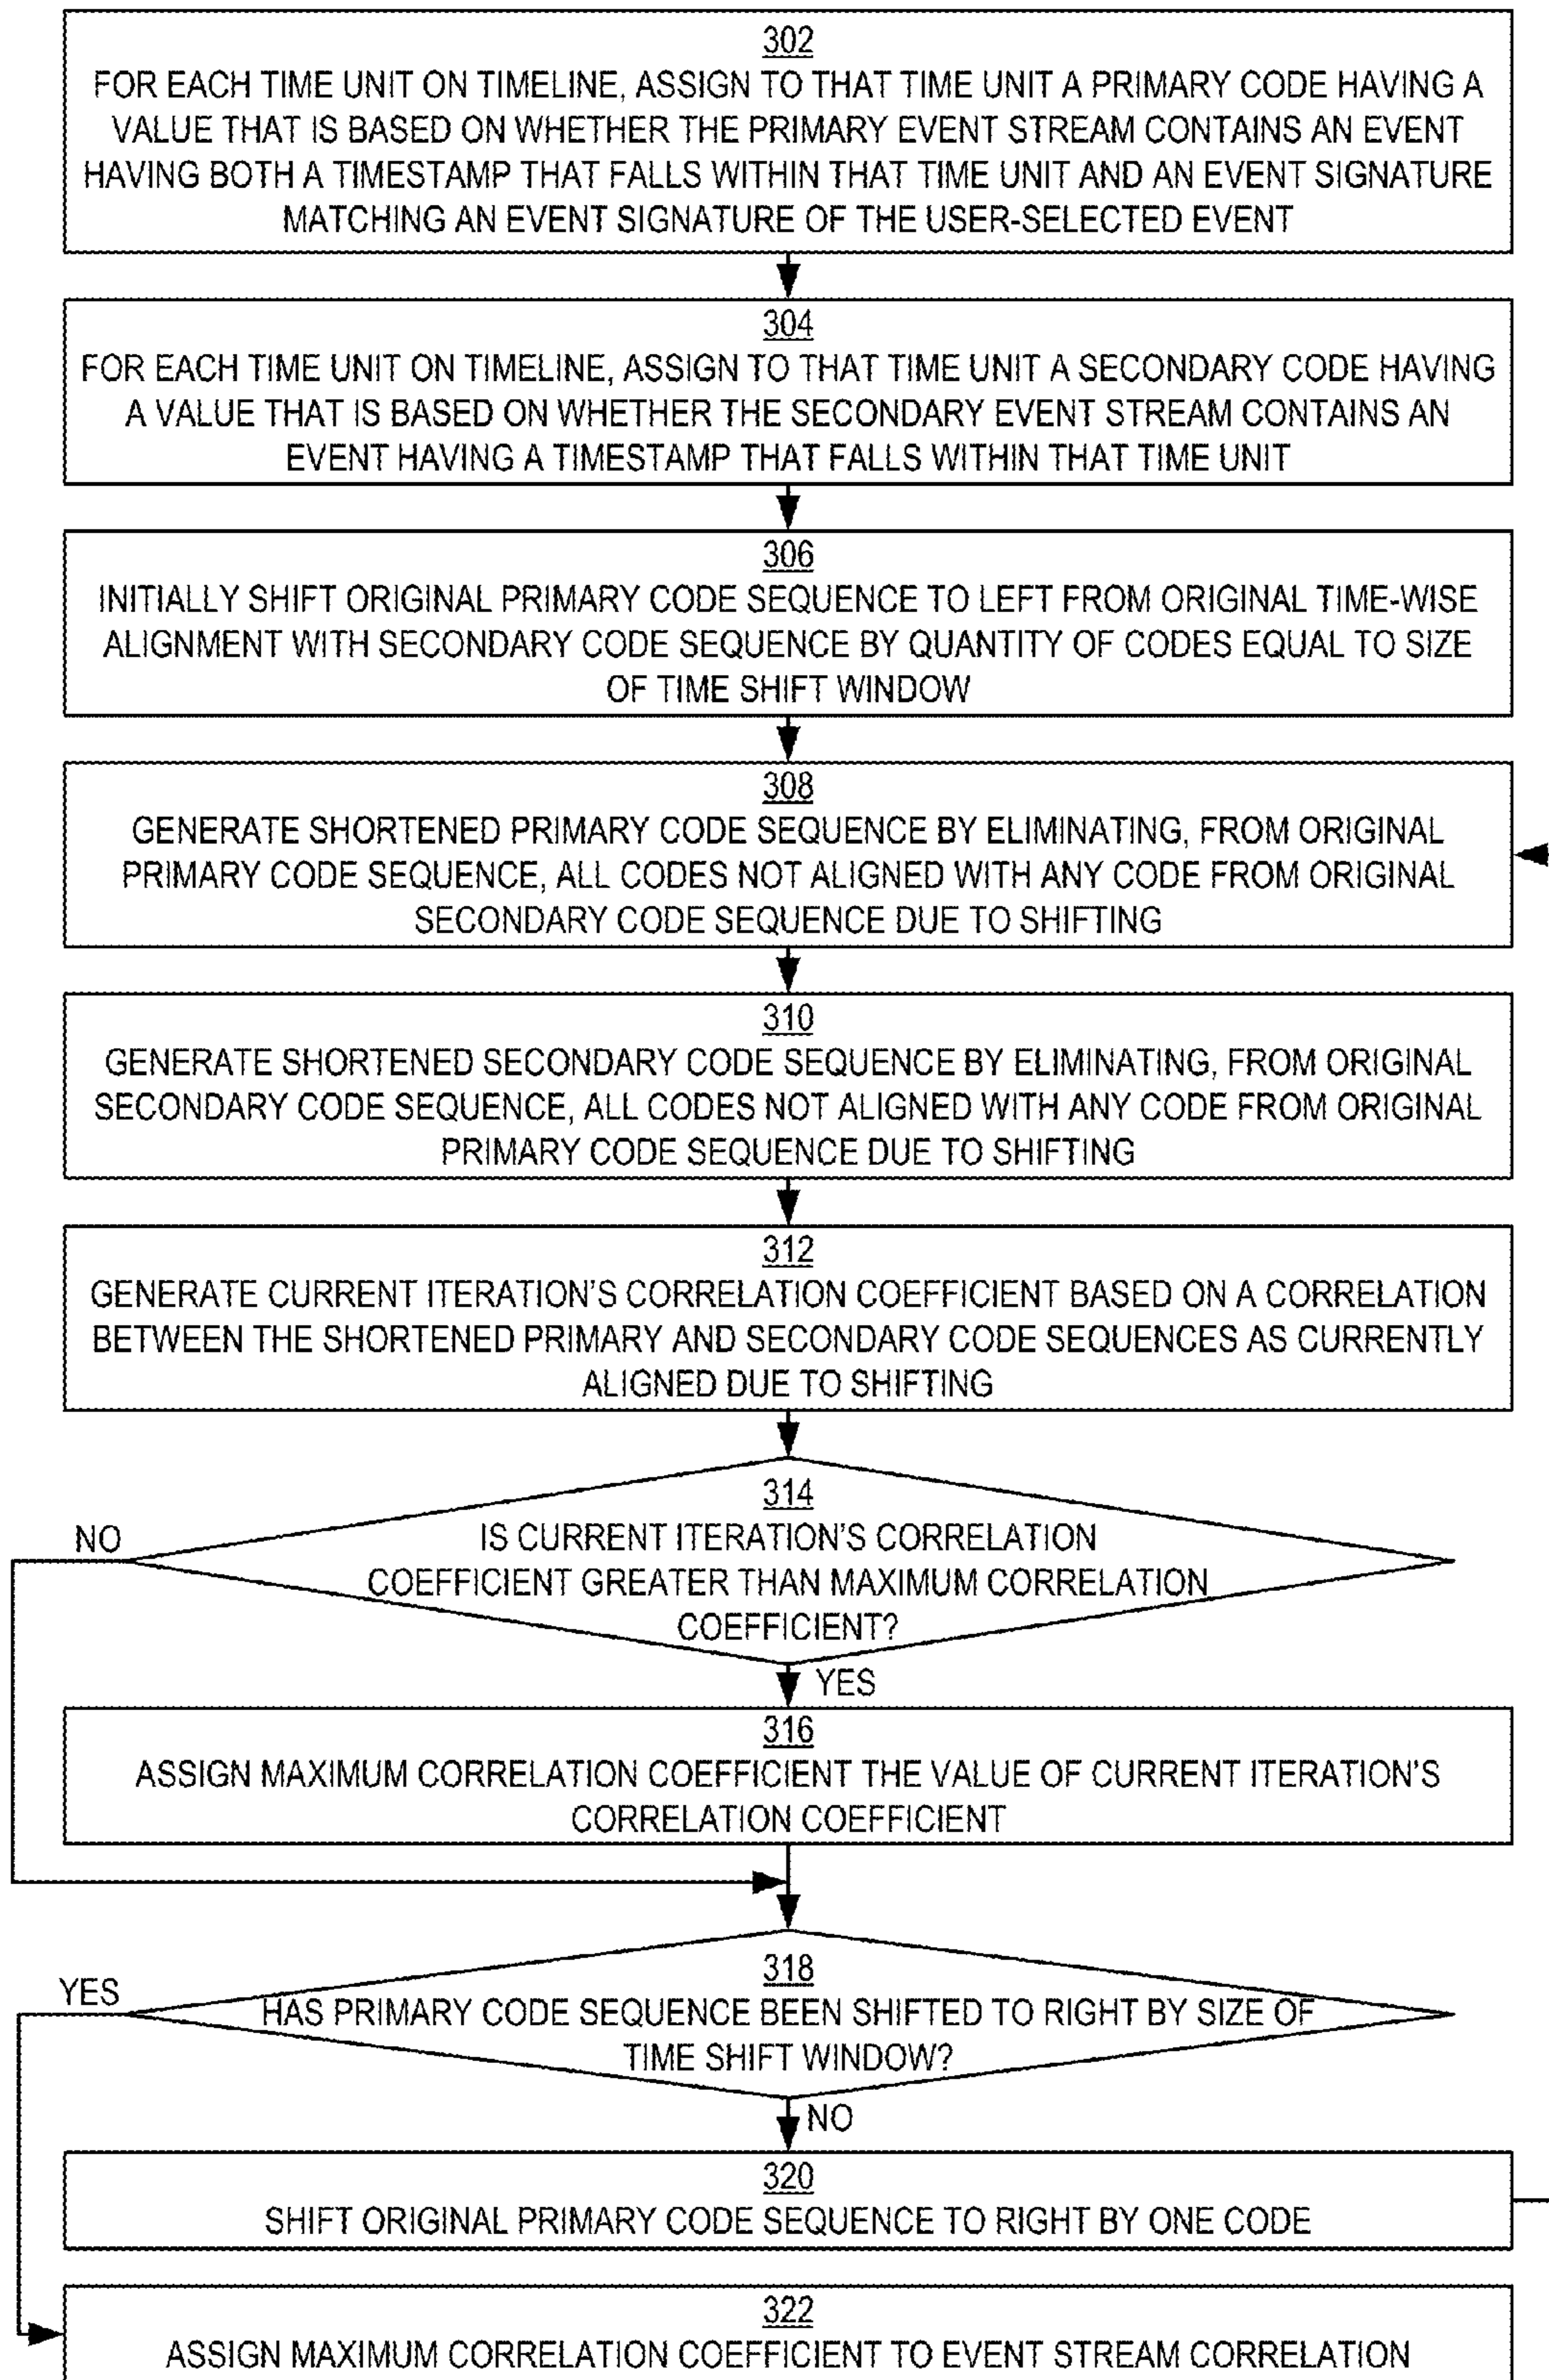 302
FOR EACH TIME UNIT ON TIMELINE, ASSIGN TO THAT TIME UNIT A PRIMARY CODE HAVING A
VALUE THAT IS BASED ON WHETHER THE PRIMARY EVENT STREAM CONTAINS AN EVENT
HAVING BOTH A TIMESTAMP THAT FALLS WITHIN THAT TIME UNIT AND AN EVENT SIGNATURE
MATCHING AN EVENT SIGNATURE OF THE USER-SELECTED EVENT
304
FOR EACH TIME UNIT ON TIMELINE, ASSIGN TO THAT TIME UNIT A SECONDARY CODE HAVING
A VALUE THAT IS BASED ON WHETHER THE SECONDARY EVENT STREAM CONTAINS AN
EVENT HAVING A TIMESTAMP THAT FALLS WITHIN THAT TIME UNIT
306
INITIALLY SHIFT ORIGINAL PRIMARY CODE SEQUENCE TO LEFT FROM ORIGINAL TIME-WISE
ALIGNMENT WITH SECONDARY CODE SEQUENCE BY QUANTITY OF CODES EQUAL TO SIZE
OF TIME SHIFT WINDOW
308
GENERATE SHORTENED PRIMARY CODE SEQUENCE BY ELIMINATING, FROM ORIGINAL
PRIMARY CODE SEQUENCE, ALL CODES NOT ALIGNED WITH ANY CODE FROM ORIGINAL
SECONDARY CODE SEQUENCE DUE TO SHIFTING
310
GENERATE SHORTENED SECONDARY CODE SEQUENCE BY ELIMINATING, FROM ORIGINAL
SECONDARY CODE SEQUENCE, ALL CODES NOT ALIGNED WITH ANY CODE FROM ORIGINAL
PRIMARY CODE SEQUENCE DUE TO SHIFTING
312
GENERATE CURRENT ITERATION'S CORRELATION COEFFICIENT BASED ON A CORRELATION
BETWEEN THE SHORTENED PRIMARY AND SECONDARY CODE SEQUENCES AS CURRENTLY
ALIGNED DUE TO SHIFTING
314
NO
IS CURRENT ITERATION'S CORRELATION
COEFFICIENT GREATER THAN MAXIMUM CORRELATION
COEFFICIENT?
YES
316
ASSIGN MAXIMUM CORRELATION COEFFICIENT THE VALUE OF CURRENT ITERATION'S
CORRELATION COEFFICIENT
318
YES
HAS PRIMARY CODE SEQUENCE BEEN SHIFTED TO RIGHT BY SIZE OF
TIME SHIFT WINDOW?
NO
320
SHIFT ORIGINAL PRIMARY CODE SEQUENCE TO RIGHT BY ONE CODE
322
ASSIGN MAXIMUM CORRELATION COEFFICIENT TO EVENT STREAM CORRELATION